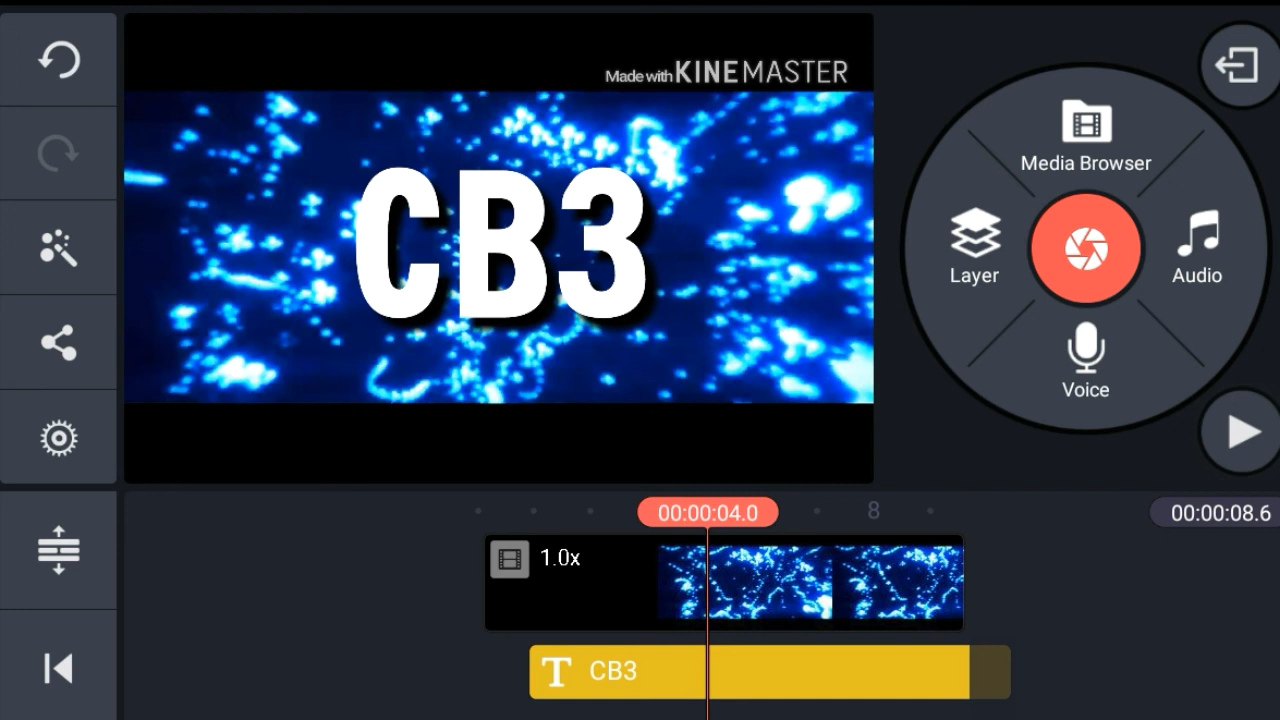 Made with KINEMASTER
CB3
Media Browser
Layer
Audio
Voice
00:00:04.0
8
00:00:08.6
1.0x
T CB3